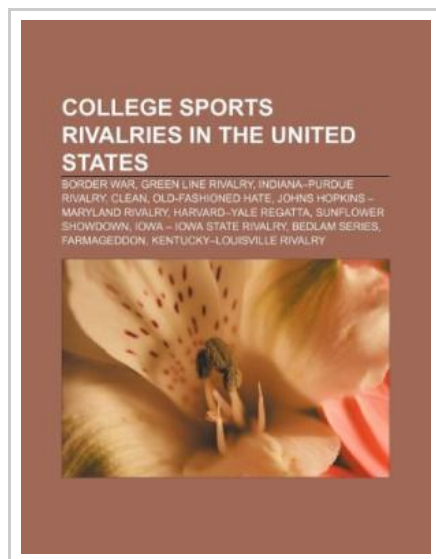 COLLEGE SPORTS
RIVALRIES IN THE UNITED
STATES
BORDER WAR, GREEN LINE RIVALRY, INDIANA–PURDUE
RIVALRY, CLEAN, OLD-FASHIONED HATE, JOHNS HOPKINS –
MARYLAND RIVALRY, HARVARD–YALE REGATTA, SUNFLOWER
SHOWDOWN, IOWA – IOWA STATE RIVALRY, BEDLAM SERIES,
FARMAGEDDON, KENTUCKY–LOUISVILLE RIVALRY